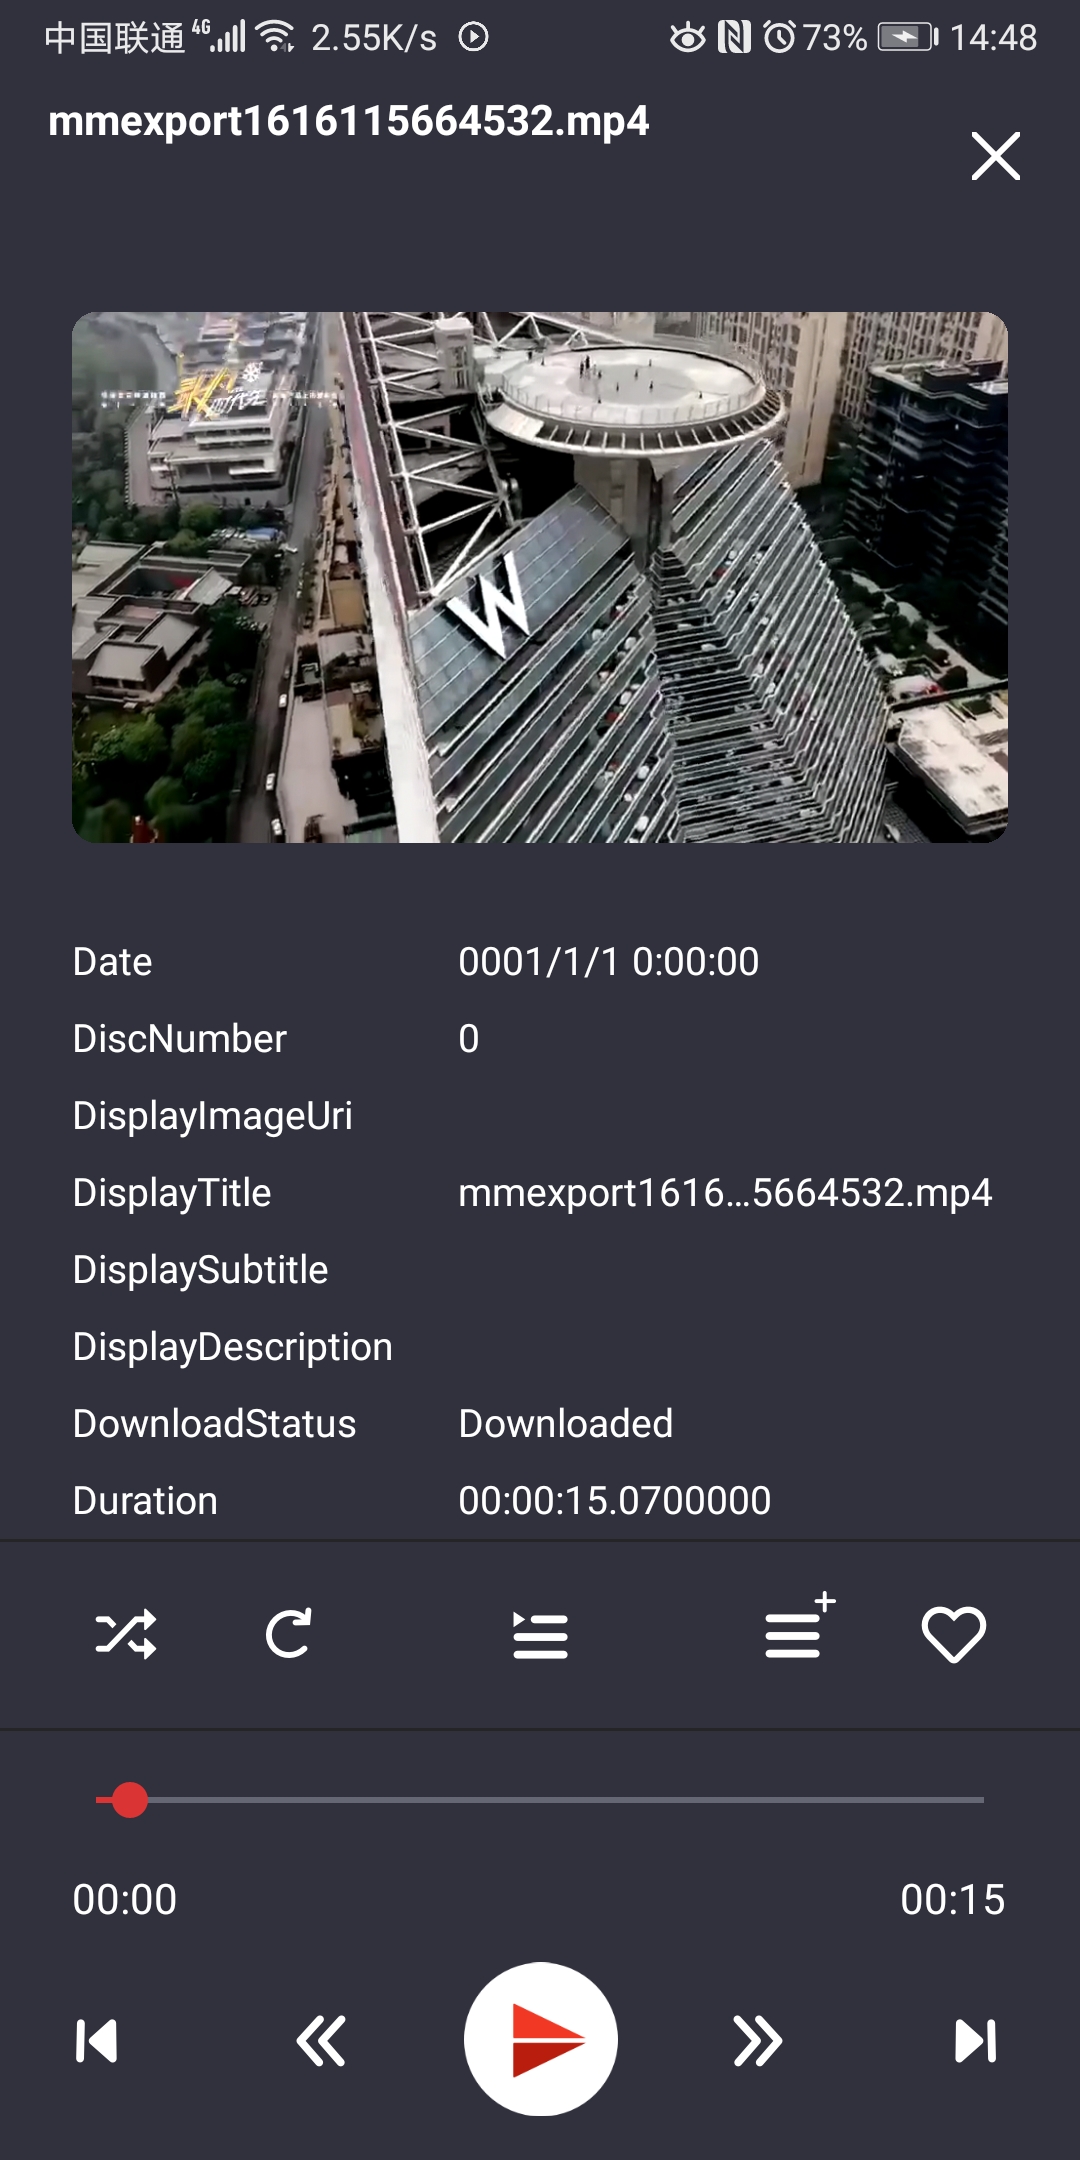 中国联通 4G 2.55K/s 73% 14:48
mmexport1616115664532.mp4
W
Date 0001/1/1 0:00:00
DiscNumber 0
DisplayImageUri
DisplayTitle mmexport1616…5664532.mp4
DisplaySubtitle
DisplayDescription
DownloadStatus Downloaded
Duration 00:00:15.0700000
00:00 00:15